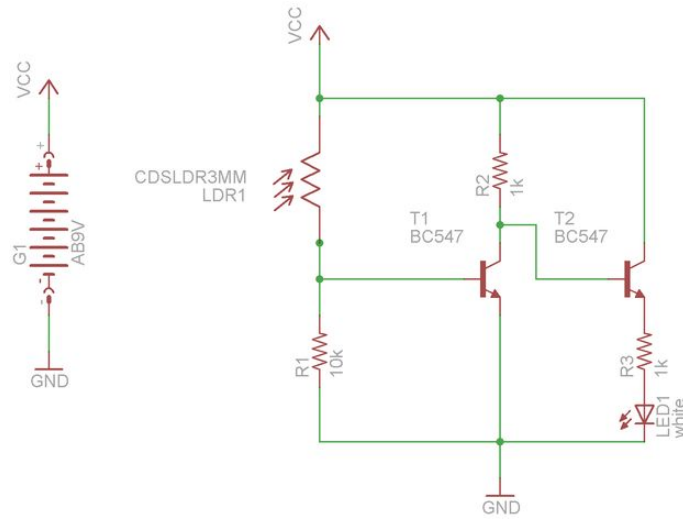 VCC
+
+
G1
AB9V
-
-
GND
VCC
CDSLDR3MM
LDR1
R1
10k
R2
1k
T1
BC547
T2
BC547
R3
1k
LED1
white
GND